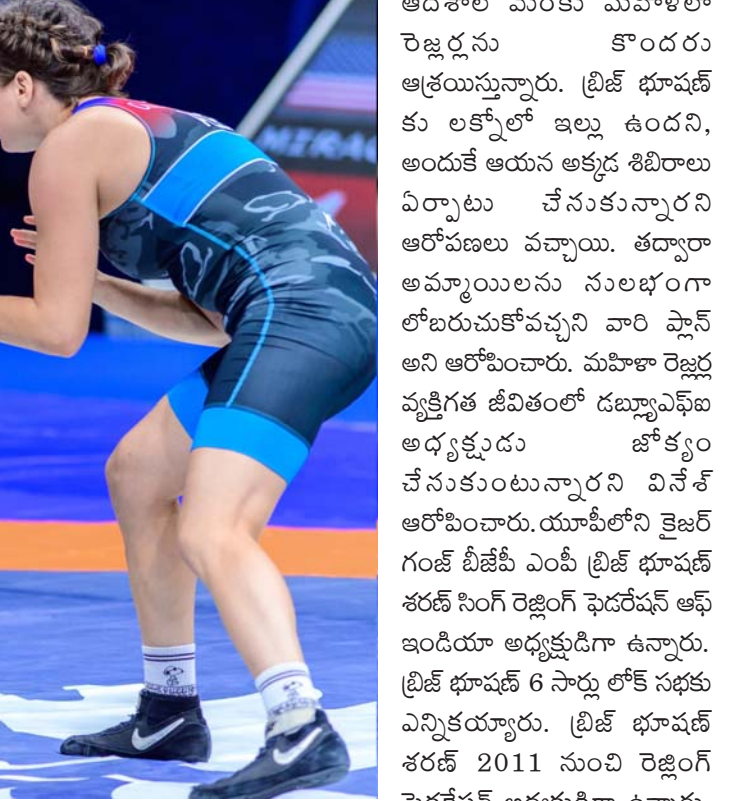 MIZRAC
రెజ్లర్లను కొందరు
ఆశ్రయిస్తున్నారు. బ్రిజ్ భూషణ్
కు లక్నోలో ఇల్లు ఉందని,
అందుకే ఆయన అక్కడ శిబిరాలు
ఏర్పాటు చేసుకున్నారని
ఆరోపణలు వచ్చాయి. తద్వారా
అమ్మాయిలను సులభంగా
లోబరుచుకోవచ్చని వారి ప్లాన్
అని ఆరోపించారు. మహిళా రెజ్లర్ల
వ్యక్తిగత జీవితంలో డబ్ల్యూఎఫ్ఐ
అధ్యక్షుడు జోక్యం
చేసుకుంటున్నారని వినేశ్
ఆరోపించారు.యూపీలోని కైజర్
గంజ్ బీజేపీ ఎంపీ బ్రిజ్ భూషణ్
శరణ్ సింగ్ రెజ్లింగ్ ఫెడరేషన్ ఆఫ్
ఇండియా అధ్యక్షుడిగా ఉన్నారు.
బ్రిజ్ భూషణ్ 6 సార్లు లోక్ సభకు
ఎన్నికయ్యారు. బ్రిజ్ భూషణ్
శరణ్ 2011 నుంచి రెజ్లింగ్